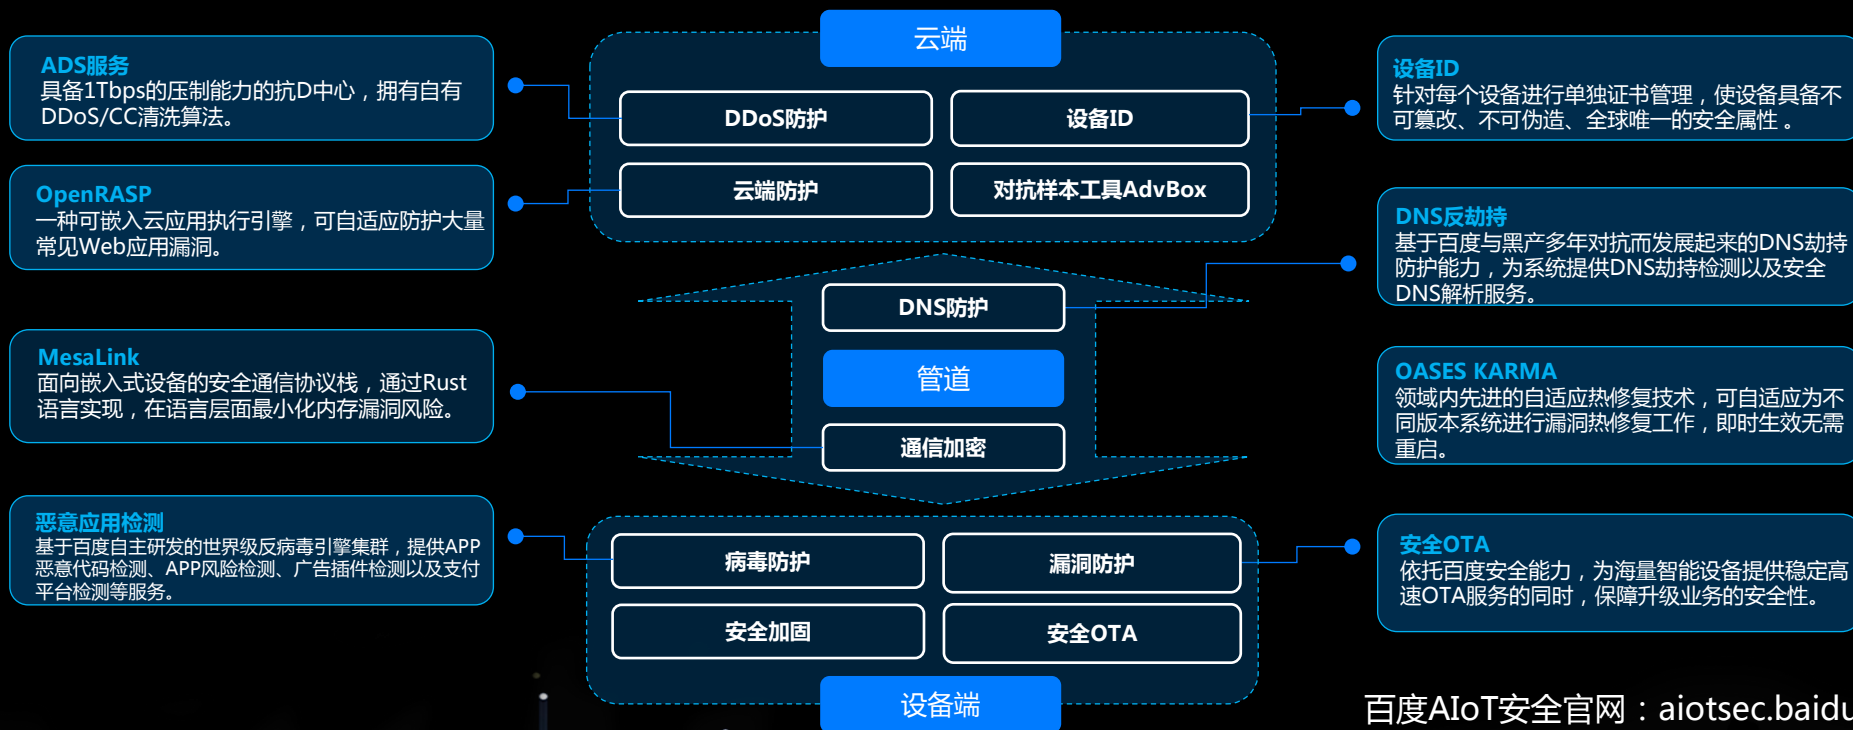 云端
ADS服务
具备1Tbps的压制能力的抗D中心，拥有自有
DDoS/CC清洗算法。
OpenRASP
一种可嵌入云应用执行引擎，可自适应防护大量
常见Web应用漏洞。
MesaLink
面向嵌入式设备的安全通信协议栈，通过Rust
语言实现，在语言层面最小化内存漏洞风险。
恶意应用检测
基于百度自主研发的世界级反病毒引擎集群，提供APP
恶意代码检测、APP风险检测、广告插件检测以及支付
平台检测等服务。
DDoS防护
设备ID
云端防护
对抗样本工具AdvBox
DNS防护
管道
通信加密
病毒防护
漏洞防护
安全加固
安全OTA
设备端
设备ID
针对每个设备进行单独证书管理，使设备具备不
可篡改、不可伪造、全球唯一的安全属性。
DNS反劫持
基于百度与黑产多年对抗而发展起来的DNS劫持
防护能力，为系统提供DNS劫持检测以及安全
DNS解析服务。
OASES KARMA
领域内先进的自适应热修复技术，可自适应为不
同版本系统进行漏洞热修复工作，即时生效无需
重启。
安全OTA
依托百度安全能力，为海量智能设备提供稳定高
速OTA服务的同时，保障升级业务的安全性。
百度AIoT安全官网：aiotsec.baidu